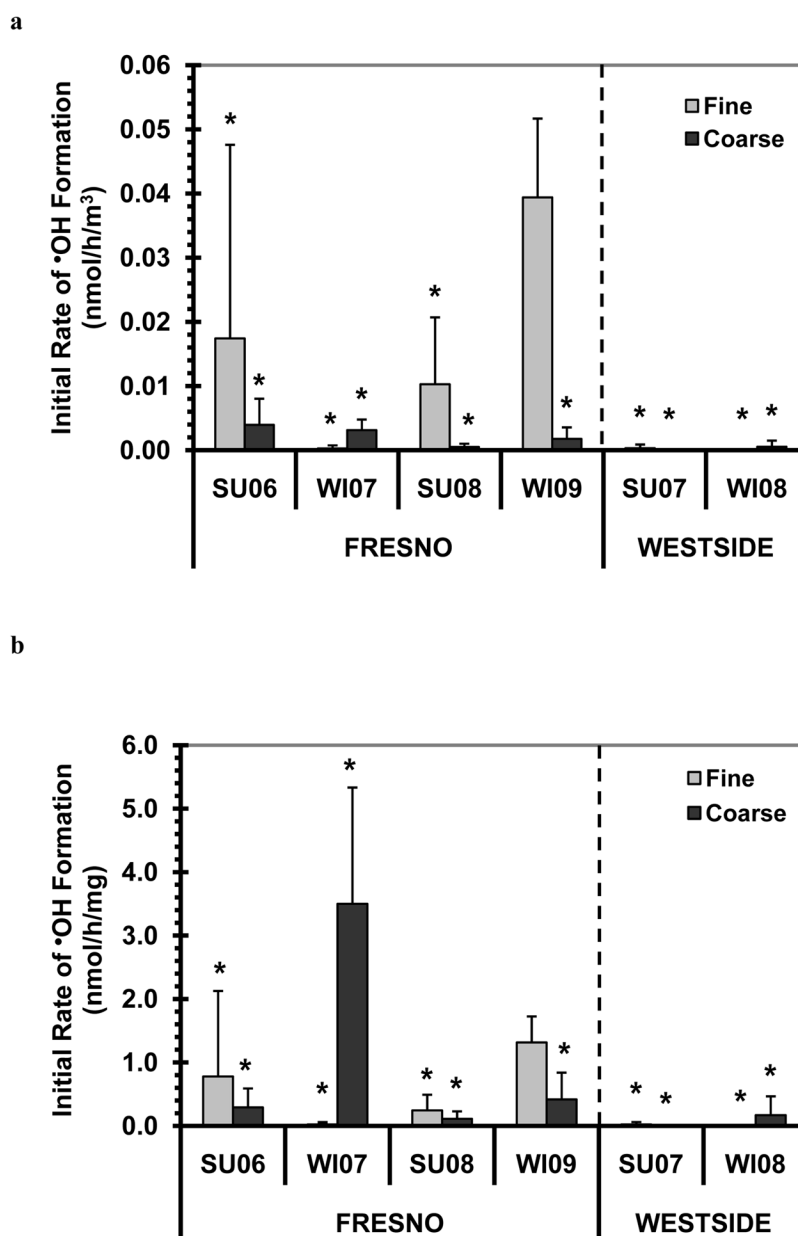 a
Initial Rate of •OH Formation
(nmol/h/m³)
0.06
0.05
0.04
0.03
0.02
0.01
0.00
Fine
Coarse
* * * * * * * * * * *
SU06 WI07 SU08 WI09 SU07 WI08
FRESNO WESTSIDE
b
Initial Rate of •OH Formation
(nmol/h/mg)
6.0
5.0
4.0
3.0
2.0
1.0
0.0
Fine
Coarse
* * * * * * * * * * *
SU06 WI07 SU08 WI09 SU07 WI08
FRESNO WESTSIDE